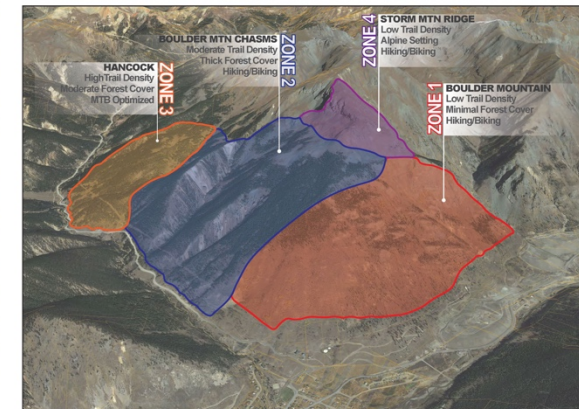 HANCOCK
HighTrail Density
Moderate Forest Cover
MTB Optimized
ZONE 3
BOULDER MTN CHASMS
Moderate Trail Density
Thick Forest Cover
Hiking/Biking
ZONE 2
ZONE 4
STORM MTN RIDGE
Low Trail Density
Alpine Setting
Hiking/Biking
ZONE 1
BOULDER MOUNTAIN
Low Trail Density
Minimal Forest Cover
Hiking/Biking